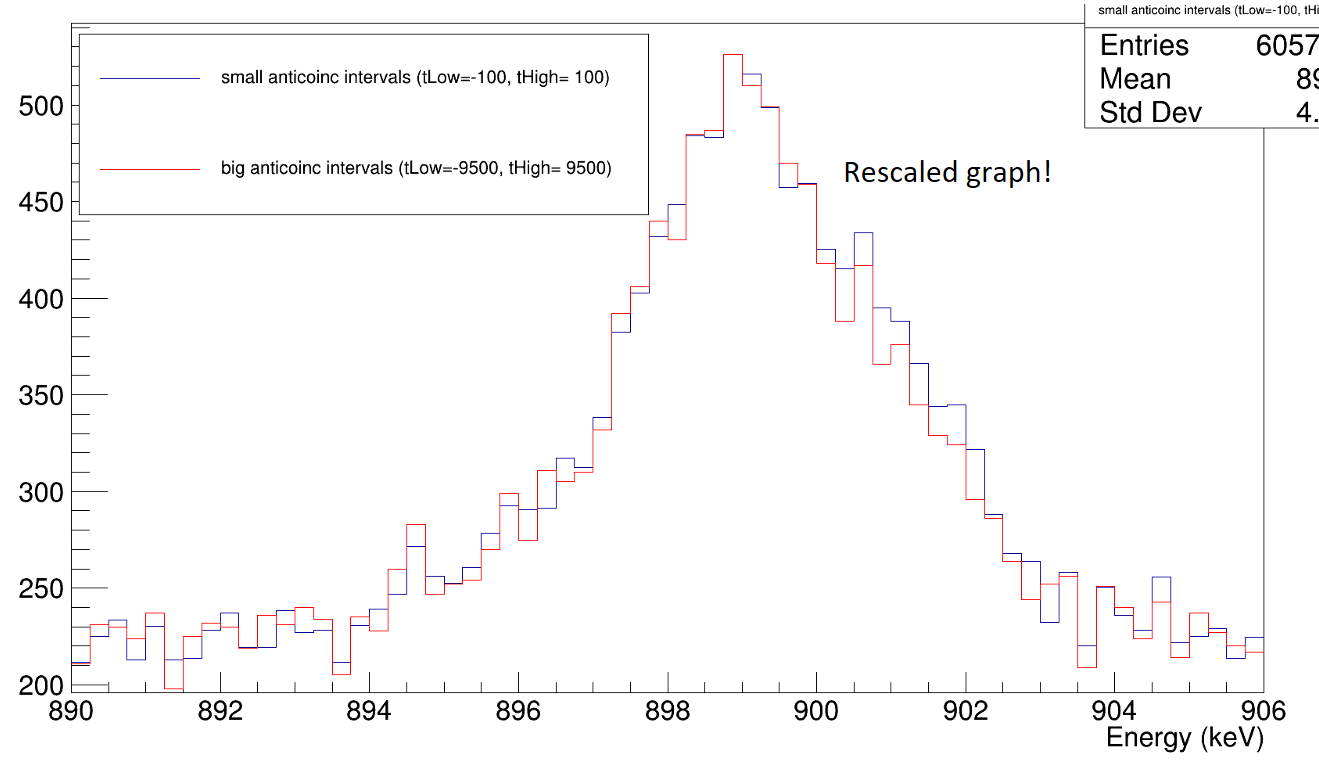 small anticoinc intervals (tLow=-100, tHi
Entries 6057
Mean 89
Std Dev 4.
small anticoinc intervals (tLow=-100, tHigh= 100)
big anticoinc intervals (tLow=-9500, tHigh= 9500)
Rescaled graph!
500
450
400
350
300
250
200
890 892 894 896 898 900 902 904 906
Energy (keV)